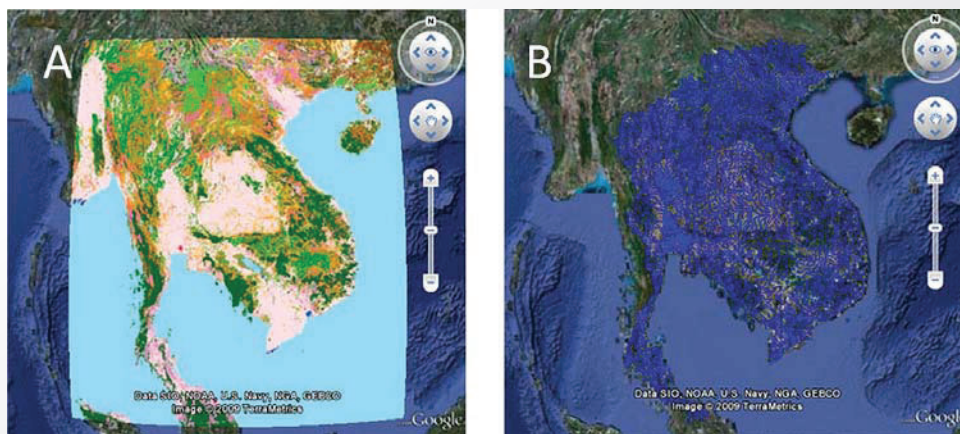 A
N
Data SIO, NOAA, U.S. Navy, NGA, GEBCO
Image © 2009 TerraMetrics
Google
B
N
Data SIO, NOAA, U.S. Navy, NGA, GEBCO
Image © 2009 TerraMetrics
Google